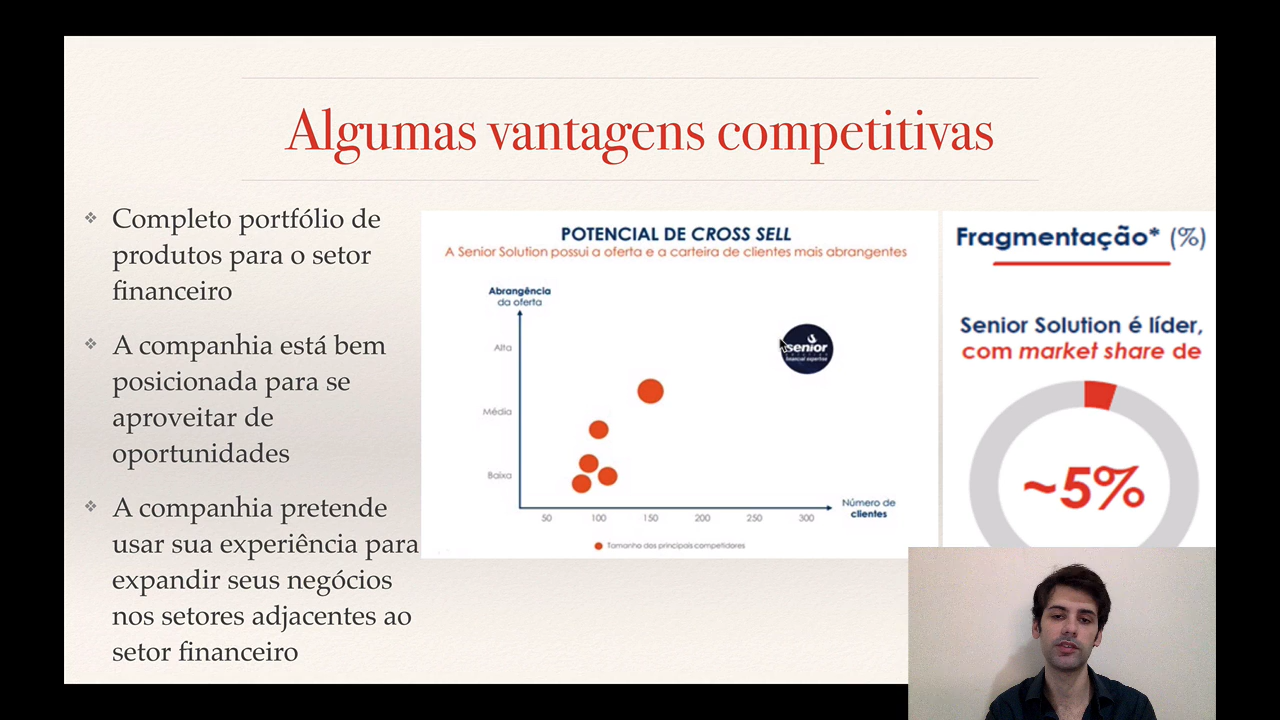 Algumas vantagens competitivas
❖ Completo portfólio de
produtos para o setor
financeiro
❖ A companhia está bem
posicionada para se
aproveitar de
oportunidades
❖ A companhia pretende
usar sua experiência para
expandir seus negócios
nos setores adjacentes ao
setor financeiro
POTENCIAL DE CROSS SELL
A Senior Solution possui a oferta e a carteira de clientes mais abrangentes
Abrangência
da oferta
Alta
Média
Baixa
senior
solution
financial expertise
50 100 150 200 250 300
Número de
clientes
Tamanho dos principais competidores
Fragmentação* (%)
Senior Solution é líder,
com market share de
~5%